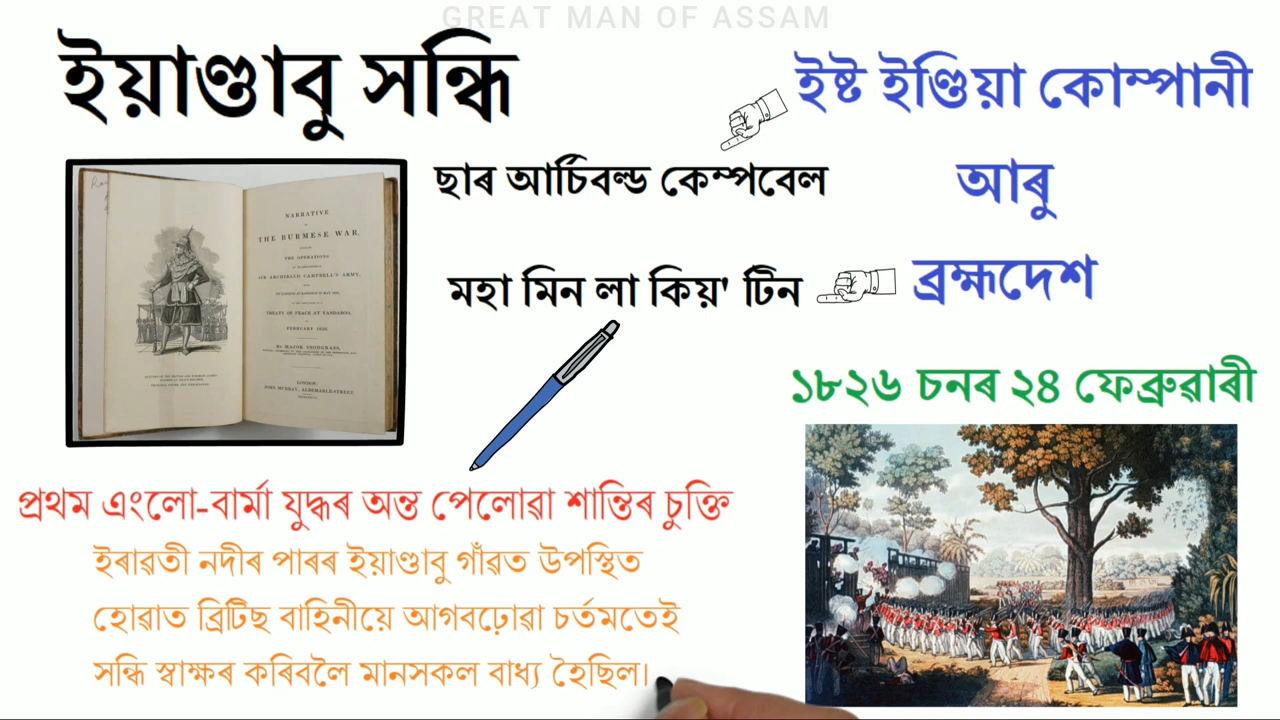 GREAT MAN OF ASSAM
ইয়াণ্ডাবু সন্ধি
ইষ্ট ইণ্ডিয়া কোম্পানী
ছাৰ আৰ্চিবল্ড কেম্পবেল
আৰু
মহা মিন লা কিয়' টিন
ব্ৰহ্মদেশ
NARRATIVE
THE BURMESE WAR,
THE OPERATIONS
SIR ARCHIBALD CAMPBELL'S ARMY,
TREATY OF PEACE AT YANDABOO,
FEBRUARY 1826.
By MAJOR SNODGRASS,
LONDON:
JOHN MURRAY, ALBEMARLE-STREET
১৮২৬ চনৰ ২৪ ফেব্ৰুৱাৰী
প্ৰথম এংলো-বাৰ্মা যুদ্ধৰ অন্ত পেলোৱা শান্তিৰ চুক্তি
ইৰাৱতী নদীৰ পাৰৰ ইয়াণ্ডাবু গাঁৱত উপস্থিত
হোৱাত ব্ৰিটিছ বাহিনীয়ে আগবঢ়োৱা চৰ্তমতেই
সন্ধি স্বাক্ষৰ কৰিবলৈ মানসকল বাধ্য হৈছিল।